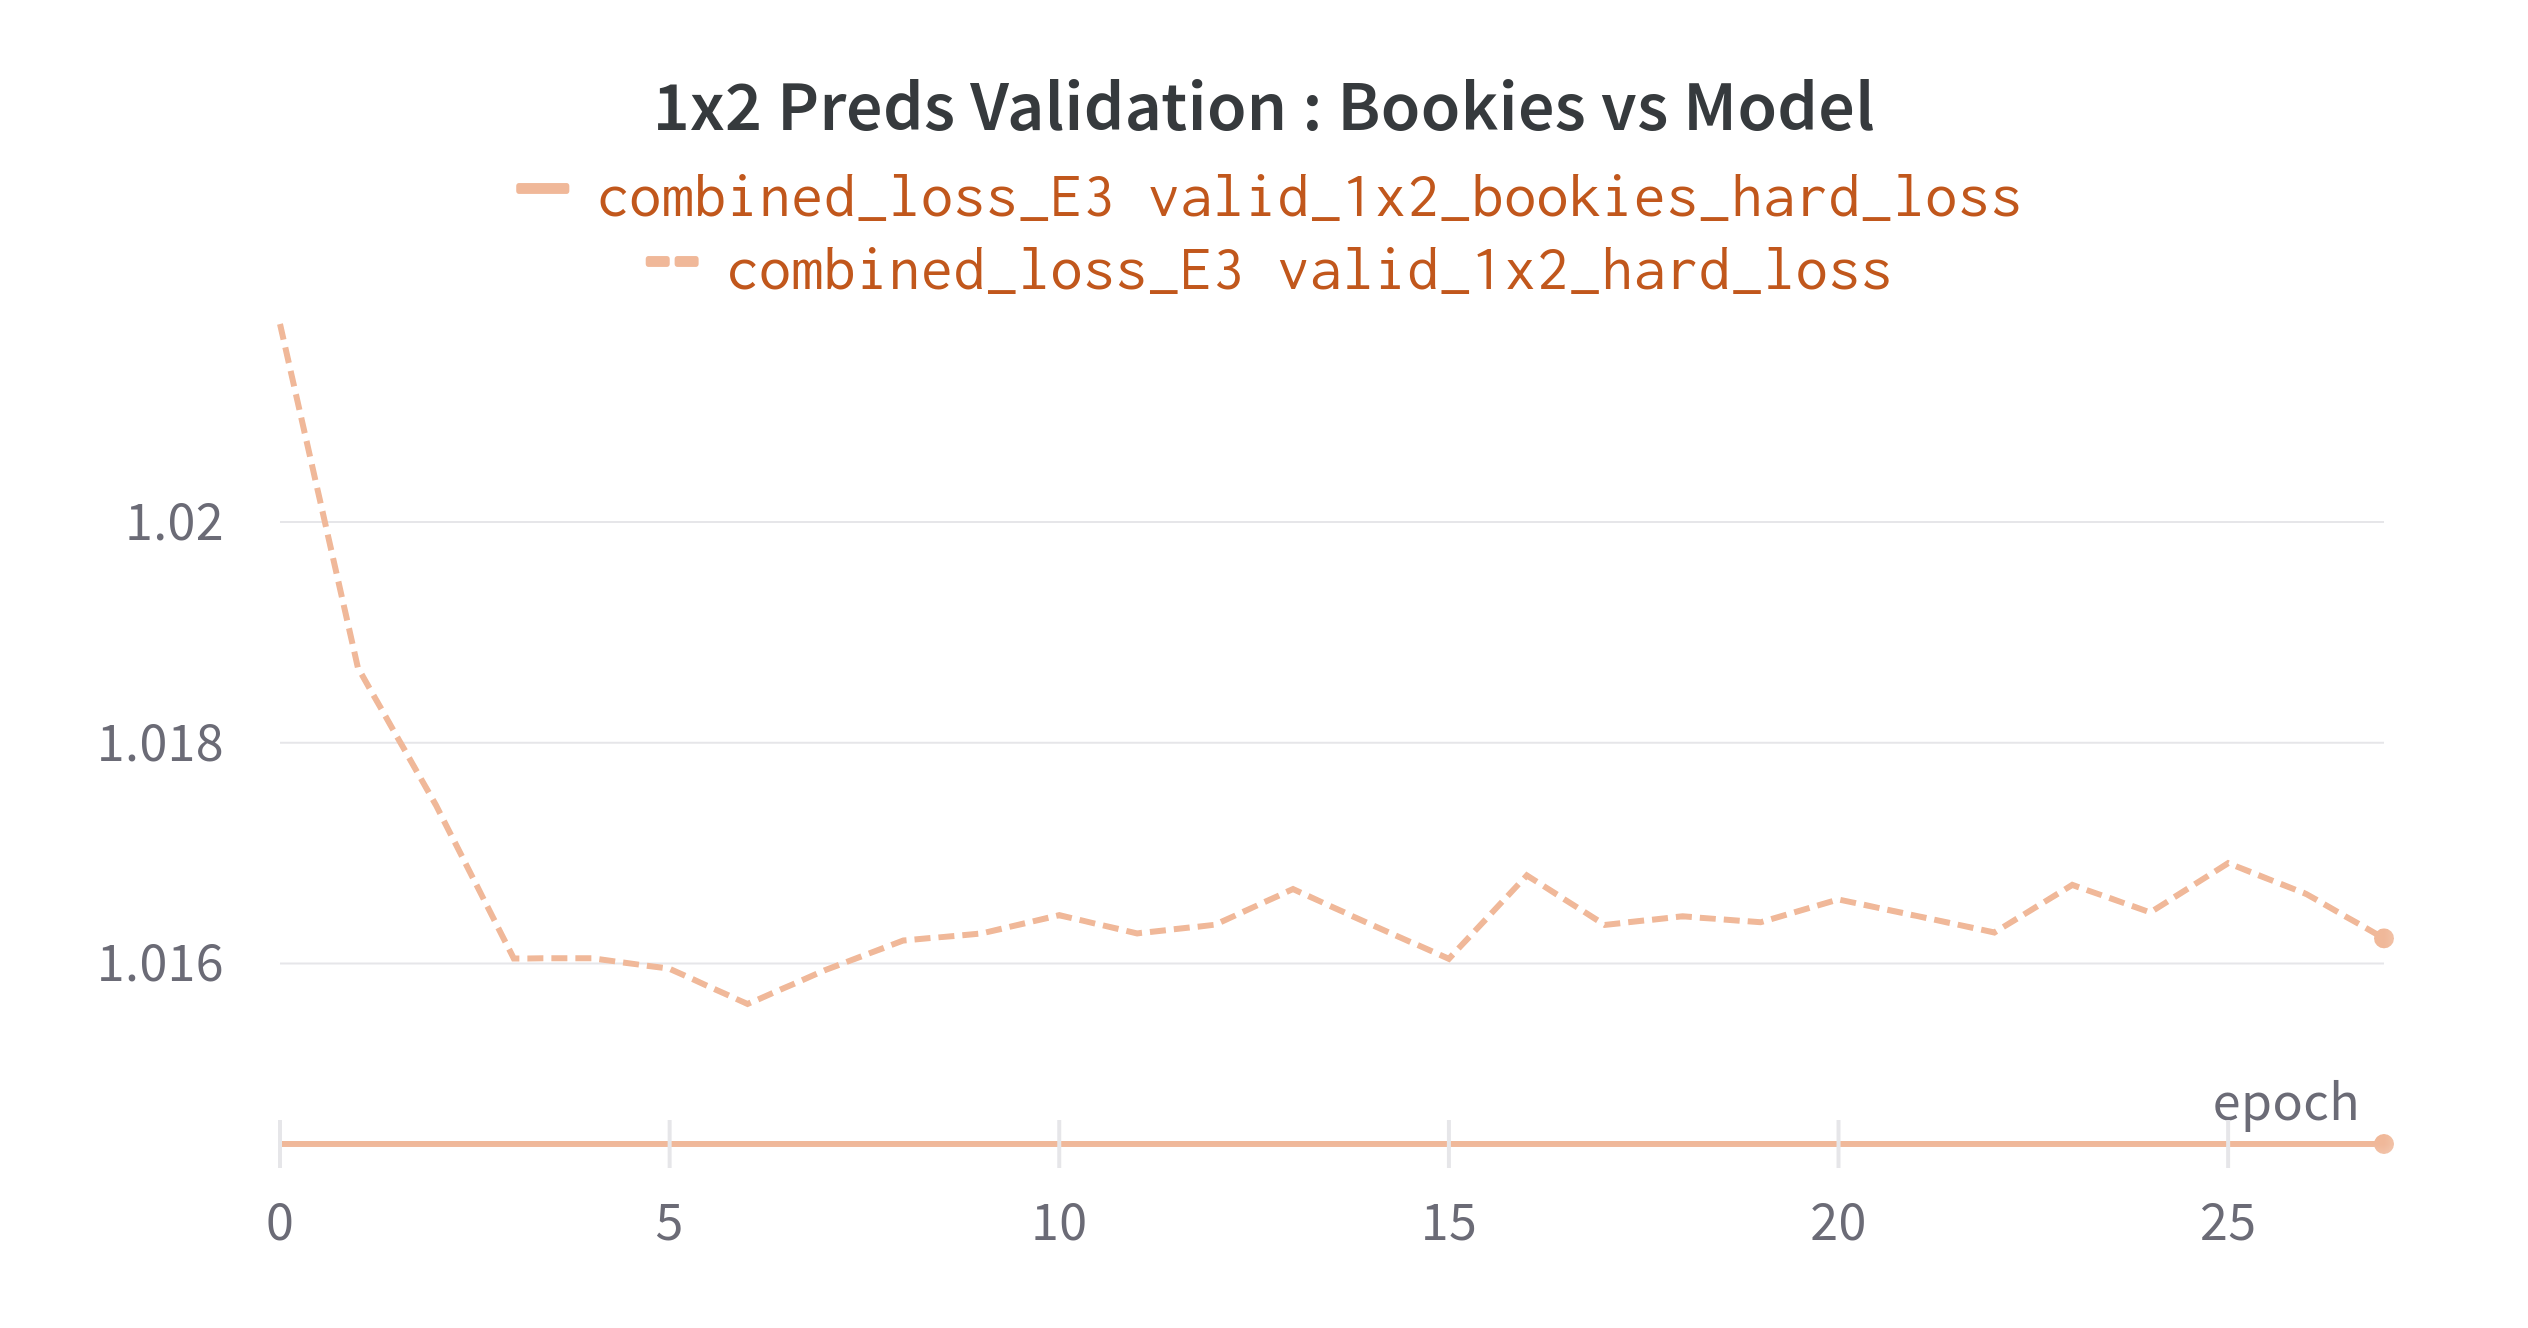 1x2 Preds Validation : Bookies vs Model
combined_loss_E3 valid_1x2_bookies_hard_loss
combined_loss_E3 valid_1x2_hard_loss
1.02
1.018
1.016
epoch
0 5 10 15 20 25